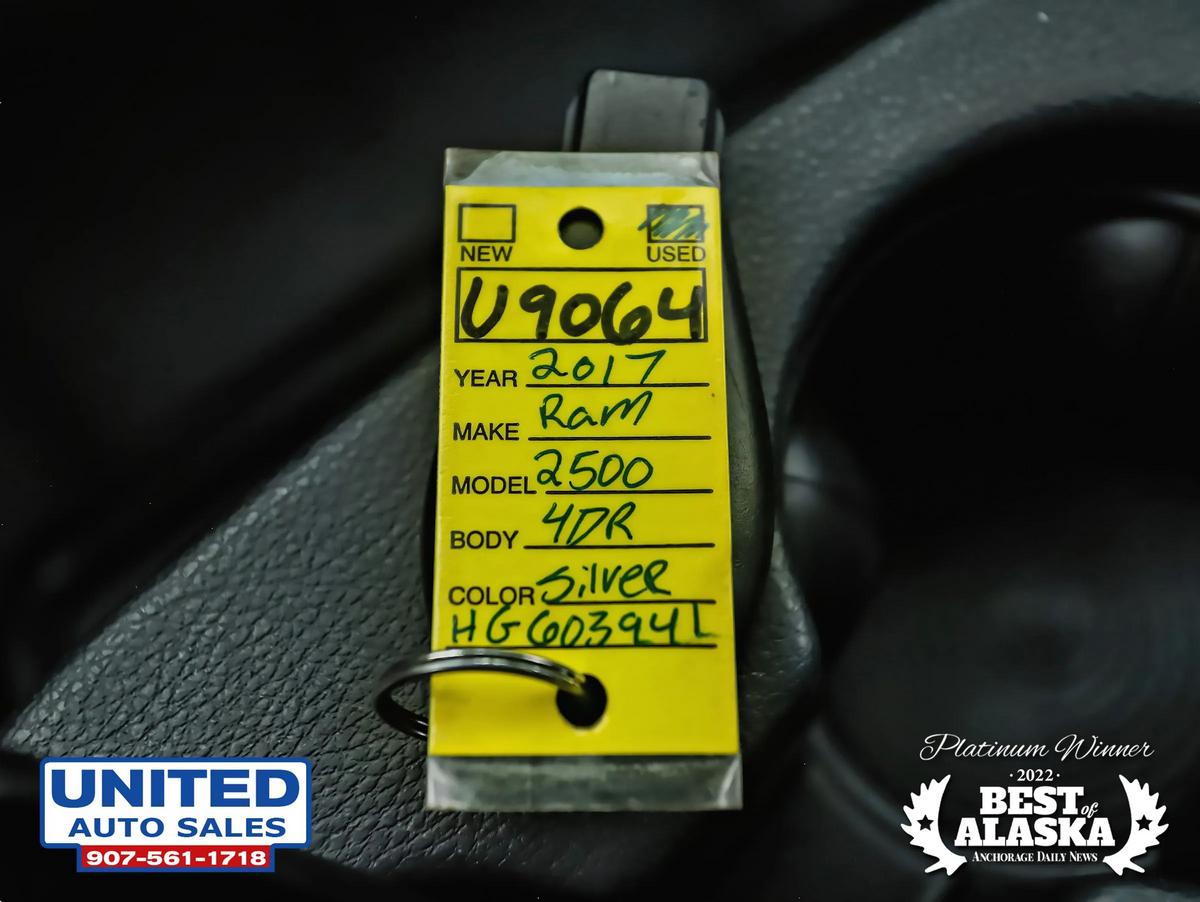 NEW USED
U9064
YEAR 2017
MAKE Ram
MODEL 2500
BODY 4DR
COLOR Silver
HG603941
UNITED
AUTO SALES
907-561-1718
Platinum Winner
· 2022 ·
BEST of
ALASKA
ANCHORAGE DAILY NEWS